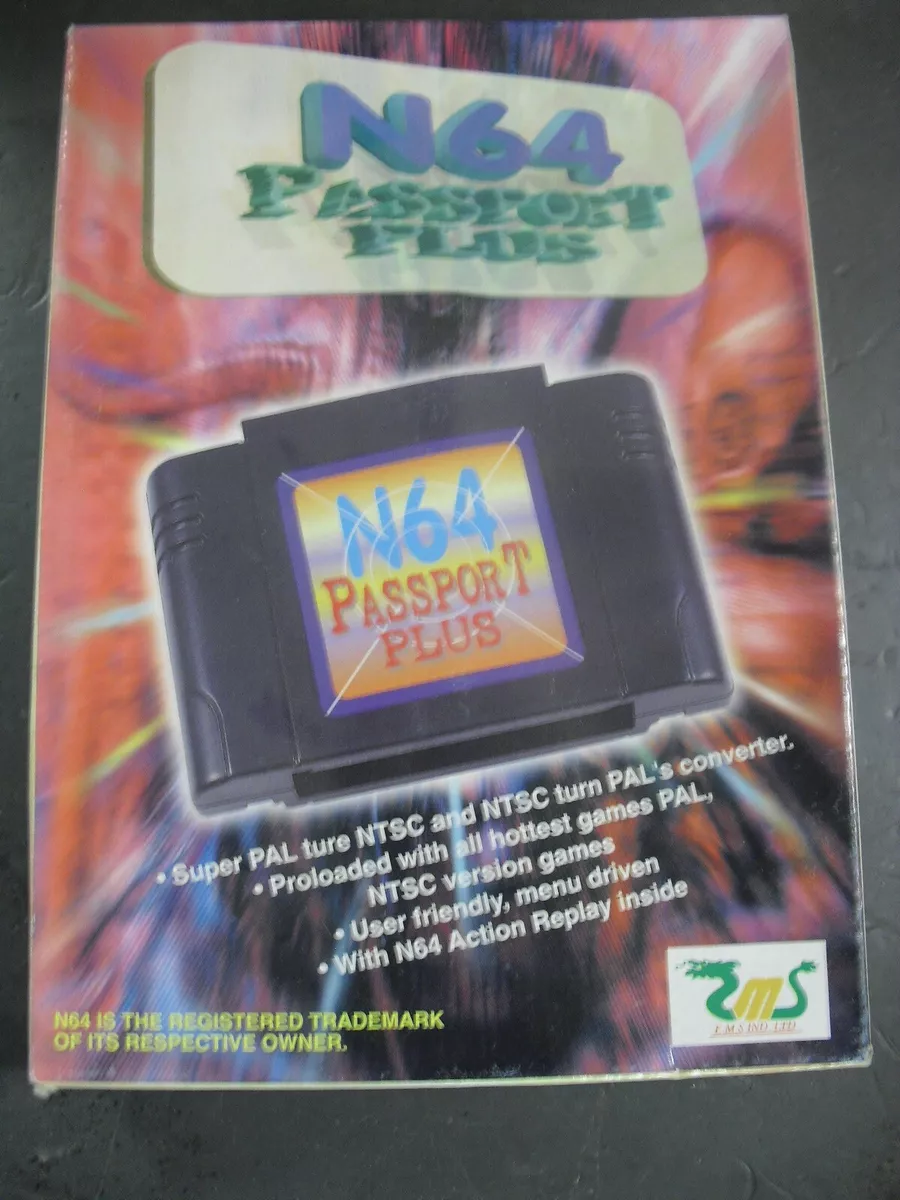 N64
PASSPORT
PLUS
N64
PASSPORT
PLUS
• Super PAL ture NTSC and NTSC turn PAL's converter.
• Proloaded with all hottest games PAL,
NTSC version games
• User friendly, menu driven
• With N64 Action Replay inside
N64 IS THE REGISTERED TRADEMARK
OF ITS RESPECTIVE OWNER.
EMS
E M S IND. LTD